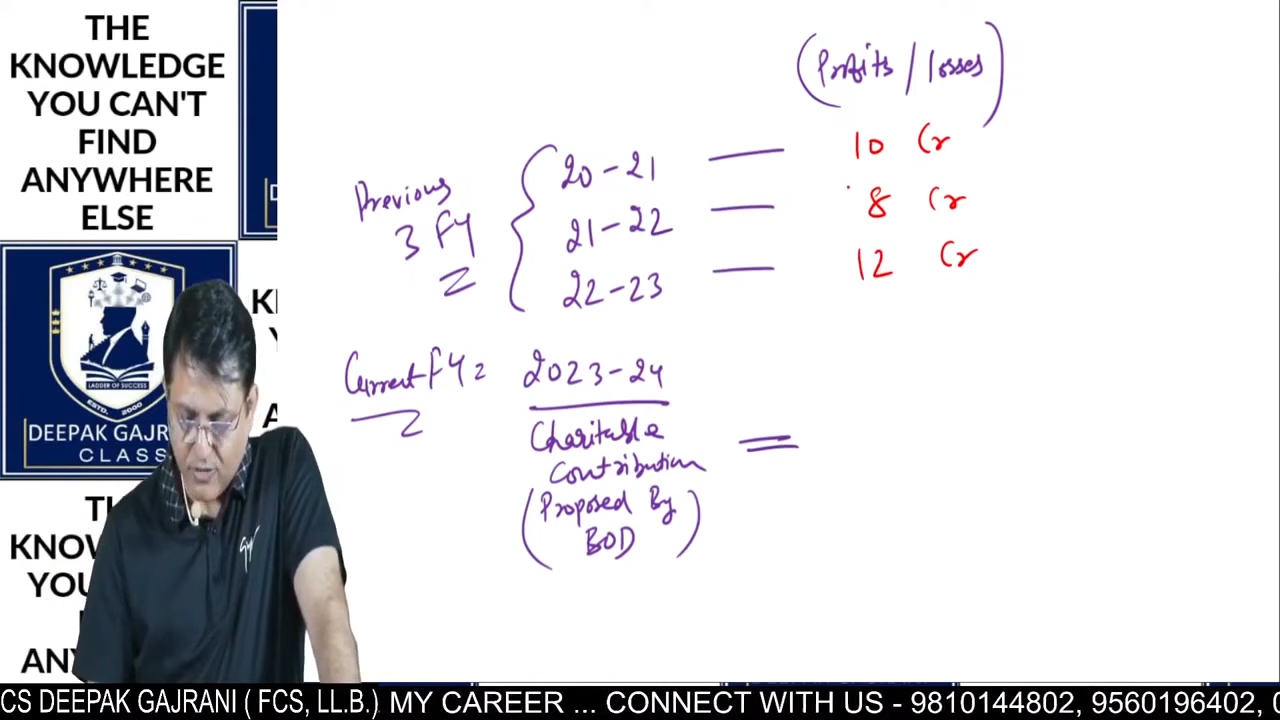 THE
KNOWLEDGE
YOU CAN'T
FIND
ANYWHERE
ELSE
LADDER OF SUCCESS
ESTD. 2000
DEEPAK GAJR
CLASS
KNOW
YOU
(Profits / losses)
Previous
3 FY
20-21 — 10 Cr
21-22 — 8 Cr
22-23 — 12 Cr
Current FY = 2023-24
Charitable =
Contribution
(Proposed By
BOD)
CS DEEPAK GAJRANI ( FCS, LL.B.) MY CAREER ... CONNECT WITH US - 9810144802, 9560196402,